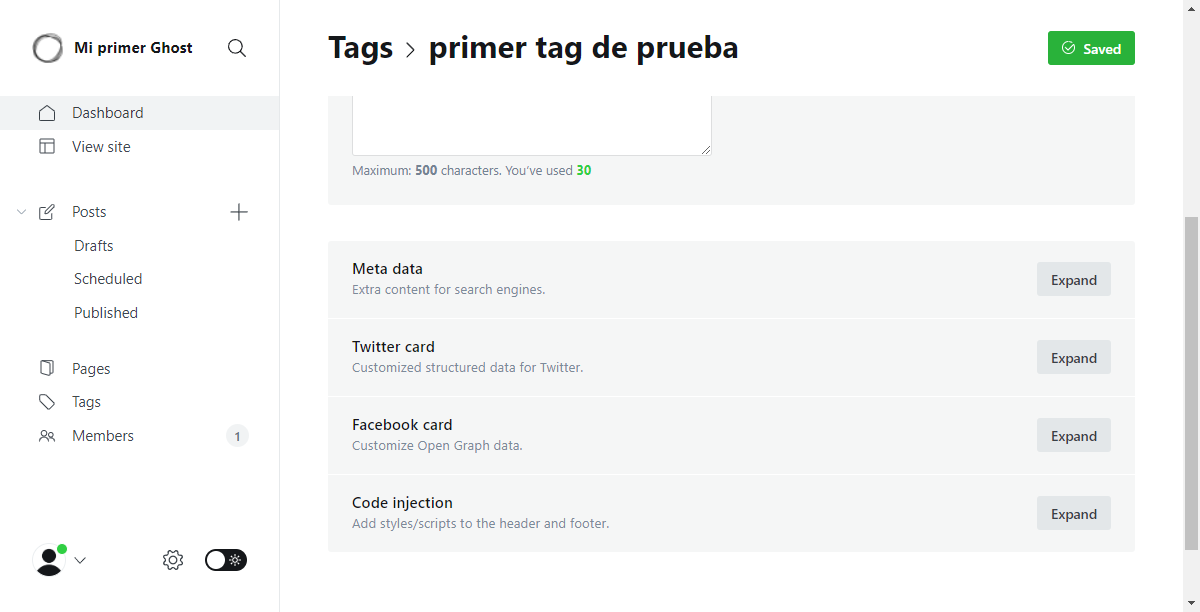 Mi primer Ghost
Dashboard
View site
Posts
Drafts
Scheduled
Published
Pages
Tags
Members
1
Tags > primer tag de prueba
Saved
Maximum: 500 characters. You've used 30
Meta data
Extra content for search engines.
Expand
Twitter card
Customized structured data for Twitter.
Expand
Facebook card
Customize Open Graph data.
Expand
Code injection
Add styles/scripts to the header and footer.
Expand